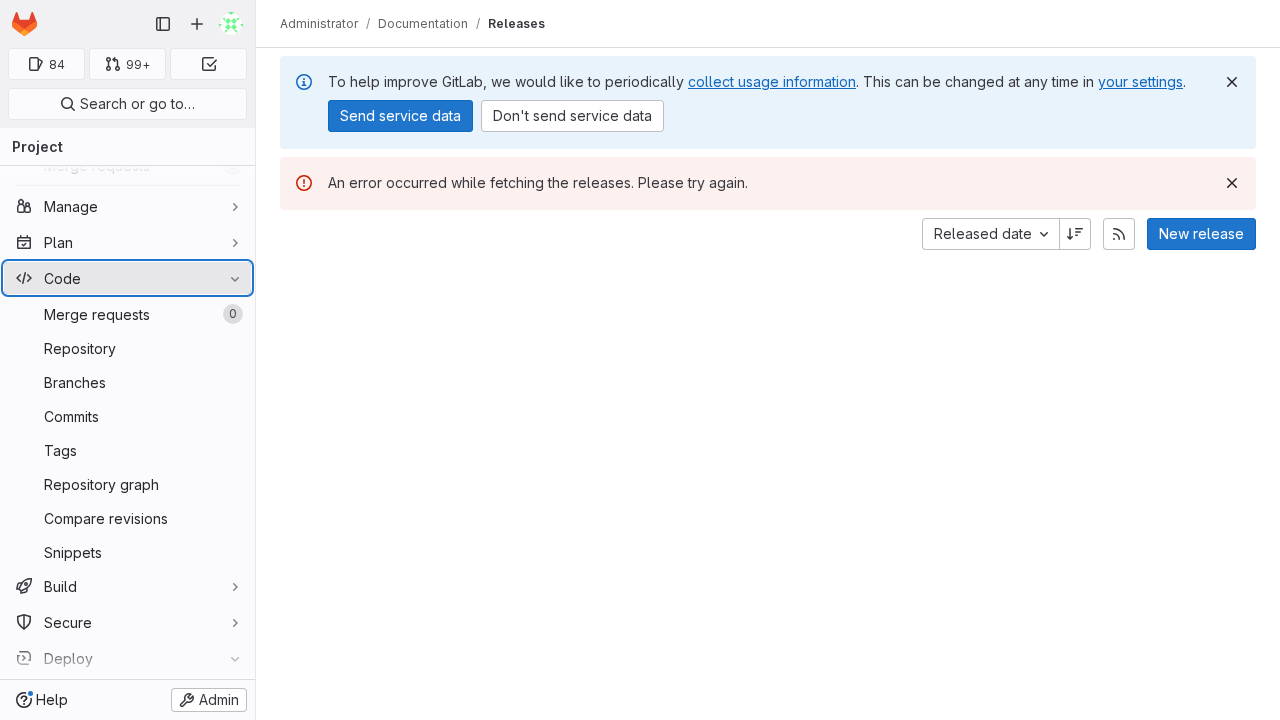 Administrator / Documentation / Releases
84
99+
Search or go to…
Project
Merge requests
Manage
Plan
Code
Merge requests 0
Repository
Branches
Commits
Tags
Repository graph
Compare revisions
Snippets
Build
Secure
Deploy
Help
Admin
To help improve GitLab, we would like to periodically collect usage information. This can be changed at any time in your settings.
Send service data
Don't send service data
An error occurred while fetching the releases. Please try again.
Released date
New release